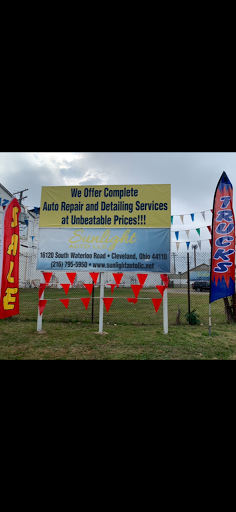 We Offer Complete
Auto Repair and Detailing Services
at Unbeatable Prices!!!
Sunlight
16120 South Waterloo Road • Cleveland, Ohio 44110
(216) 795-5950 • www.sunlightautollc.net
SALE
TRUCKS